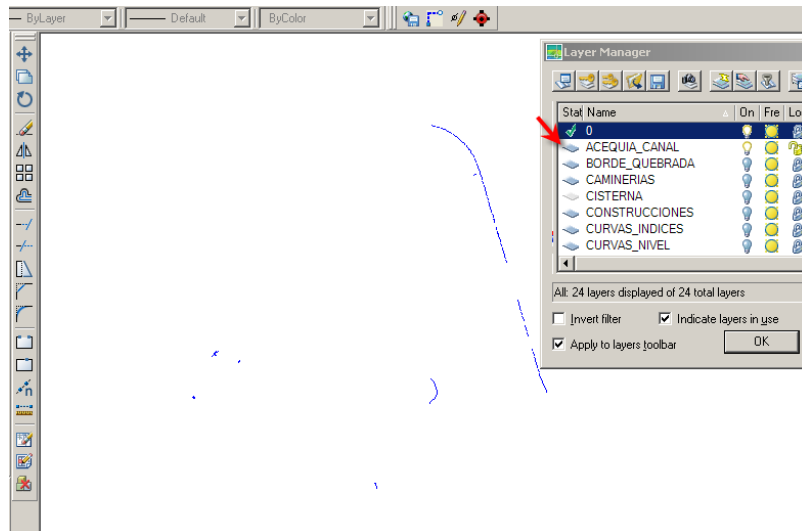 ByLayer Default ByColor
Layer Manager
Stat Name On Fre Lo
0
ACEQUIA_CANAL
BORDE_QUEBRADA
CAMINERIAS
CISTERNA
CONSTRUCCIONES
CURVAS_INDICES
CURVAS_NIVEL
All: 24 layers displayed of 24 total layers
Invert filter Indicate layers in use
Apply to layers toolbar OK